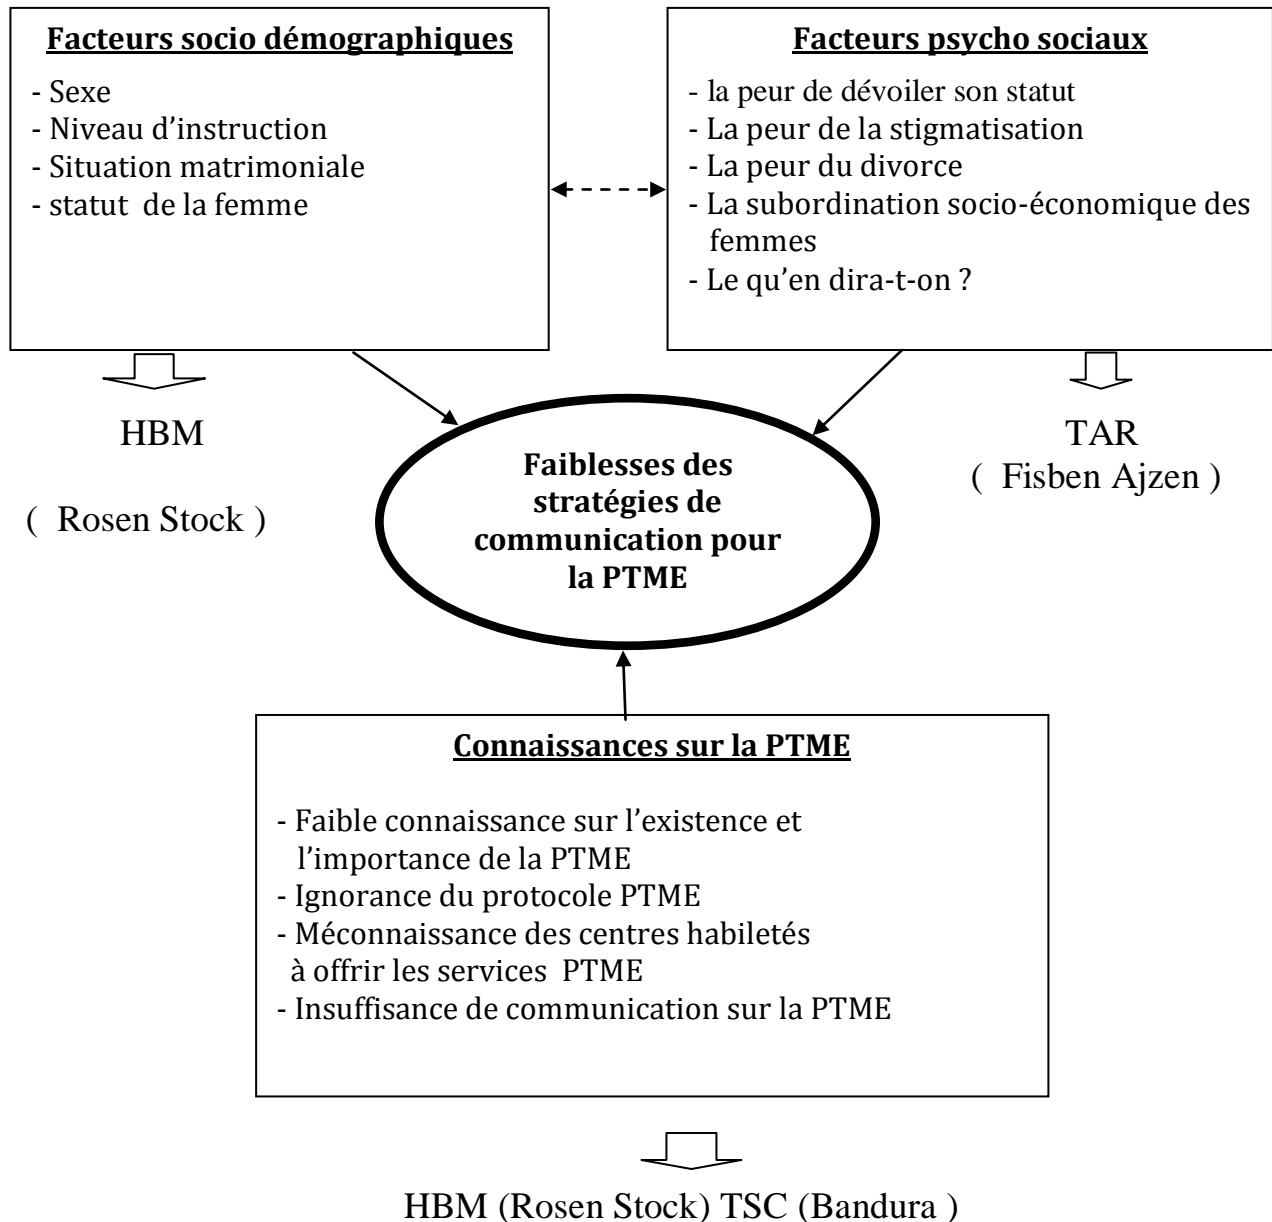 Facteurs socio démographiques
- Sexe
- Niveau d’instruction
- Situation matrimoniale
- statut  de la femme
Facteurs psycho sociaux
- la peur de dévoiler son statut
- La peur de la stigmatisation
- La peur du divorce
- La subordination socio-économique des
femmes
- Le qu’en dira-t-on ?
HBM
(  Rosen Stock )
TAR
(  Fisben Ajzen )
Faiblesses des
stratégies de
communication pour
la PTME
Connaissances sur la PTME
- Faible connaissance sur l’existence et
l’importance de la PTME
- Ignorance du protocole PTME
- Méconnaissance des centres habiletés
à offrir les services  PTME
- Insuffisance de communication sur la PTME
HBM (Rosen Stock) TSC (Bandura )